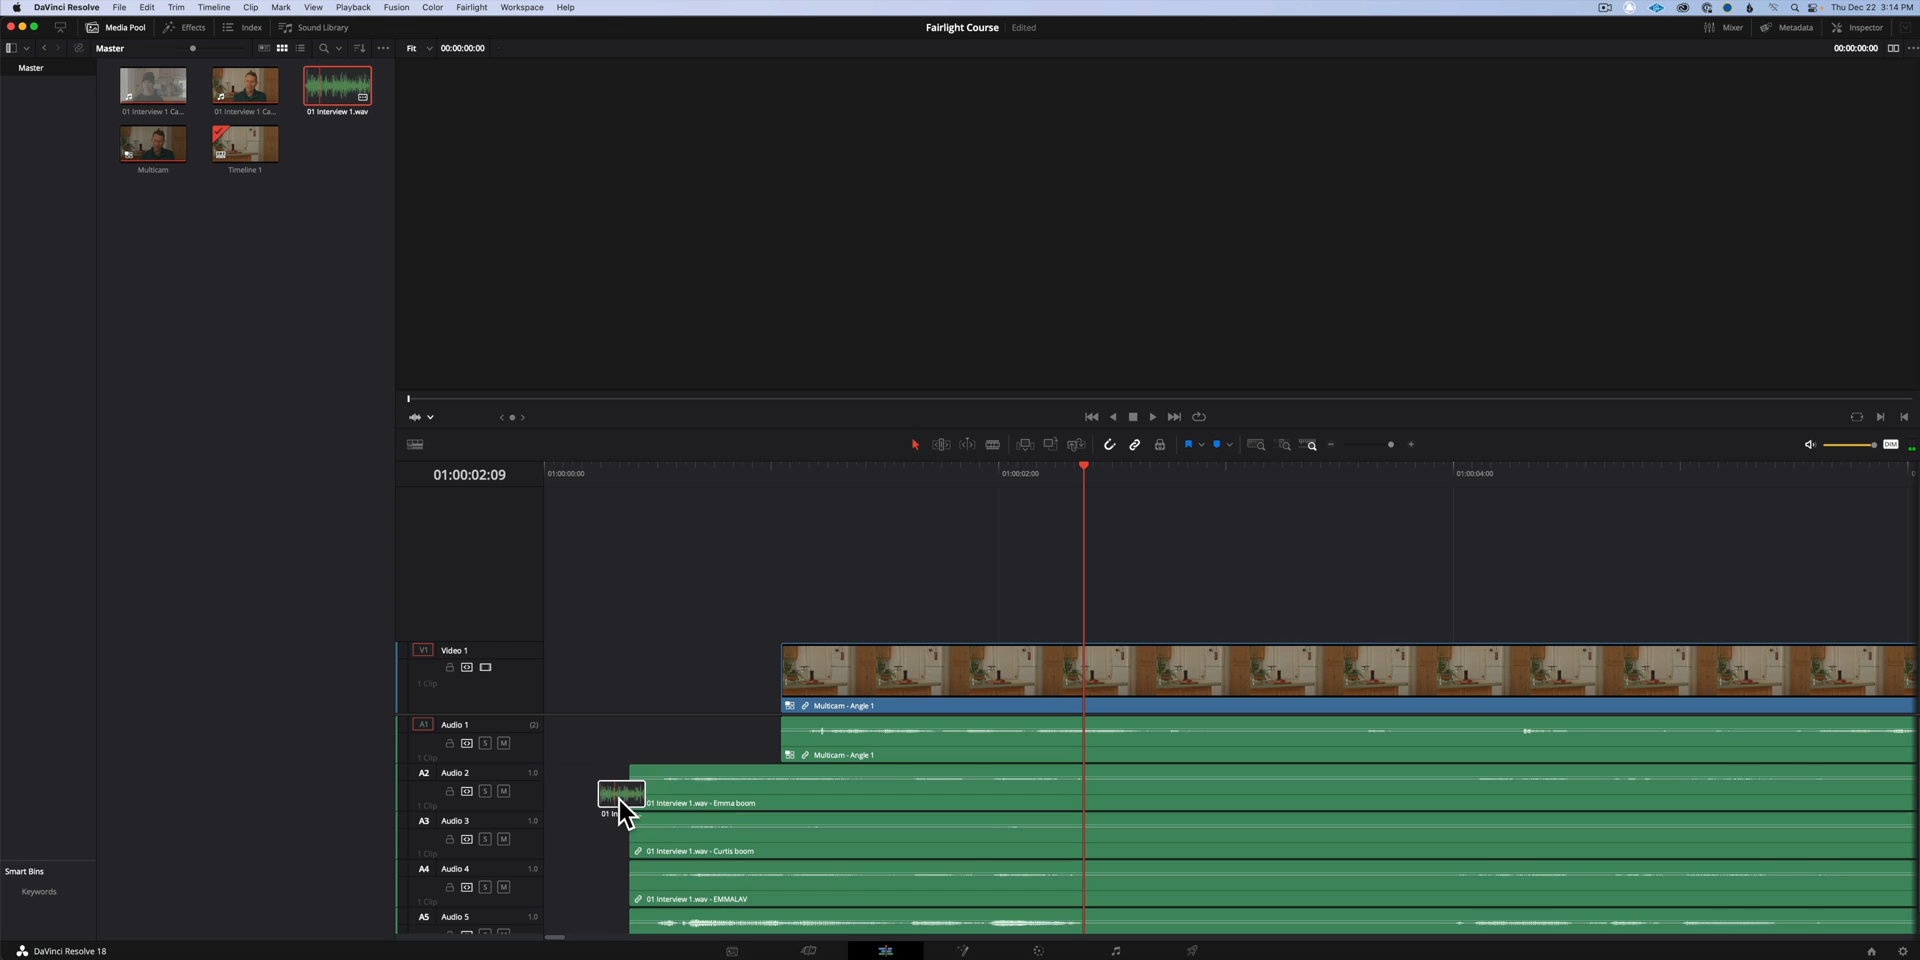 DaVinci Resolve File Edit Trim Timeline Clip Mark View Playback Fusion Color Fairlight Workspace Help Thu Dec 22 3:14 PM
Media Pool Effects Index Sound Library Fairlight Course Edited Mixer Metadata Inspector
Master Fit 00:00:00:00 00:00:00:00
Master
01 Interview 1 Ca... 01 Interview 1 Ca... 01 Interview 1.wav
Multicam Timeline 1
DIM
01:00:02:09 01:00:00:00 01:00:02:00 01:00:04:00
V1 Video 1
1 Clip
Multicam - Angle 1
A1 Audio 1 (2)
S M
1 Clip Multicam - Angle 1
A2 Audio 2 1.0
S M
1 Clip 01 Interview 1.wav - Emma boom
01 In
A3 Audio 3 1.0
S M
1 Clip 01 Interview 1.wav - Curtis boom
A4 Audio 4 1.0
S M
1 Clip 01 Interview 1.wav - EMMALAV
A5 Audio 5 1.0
Smart Bins
Keywords
DaVinci Resolve 18